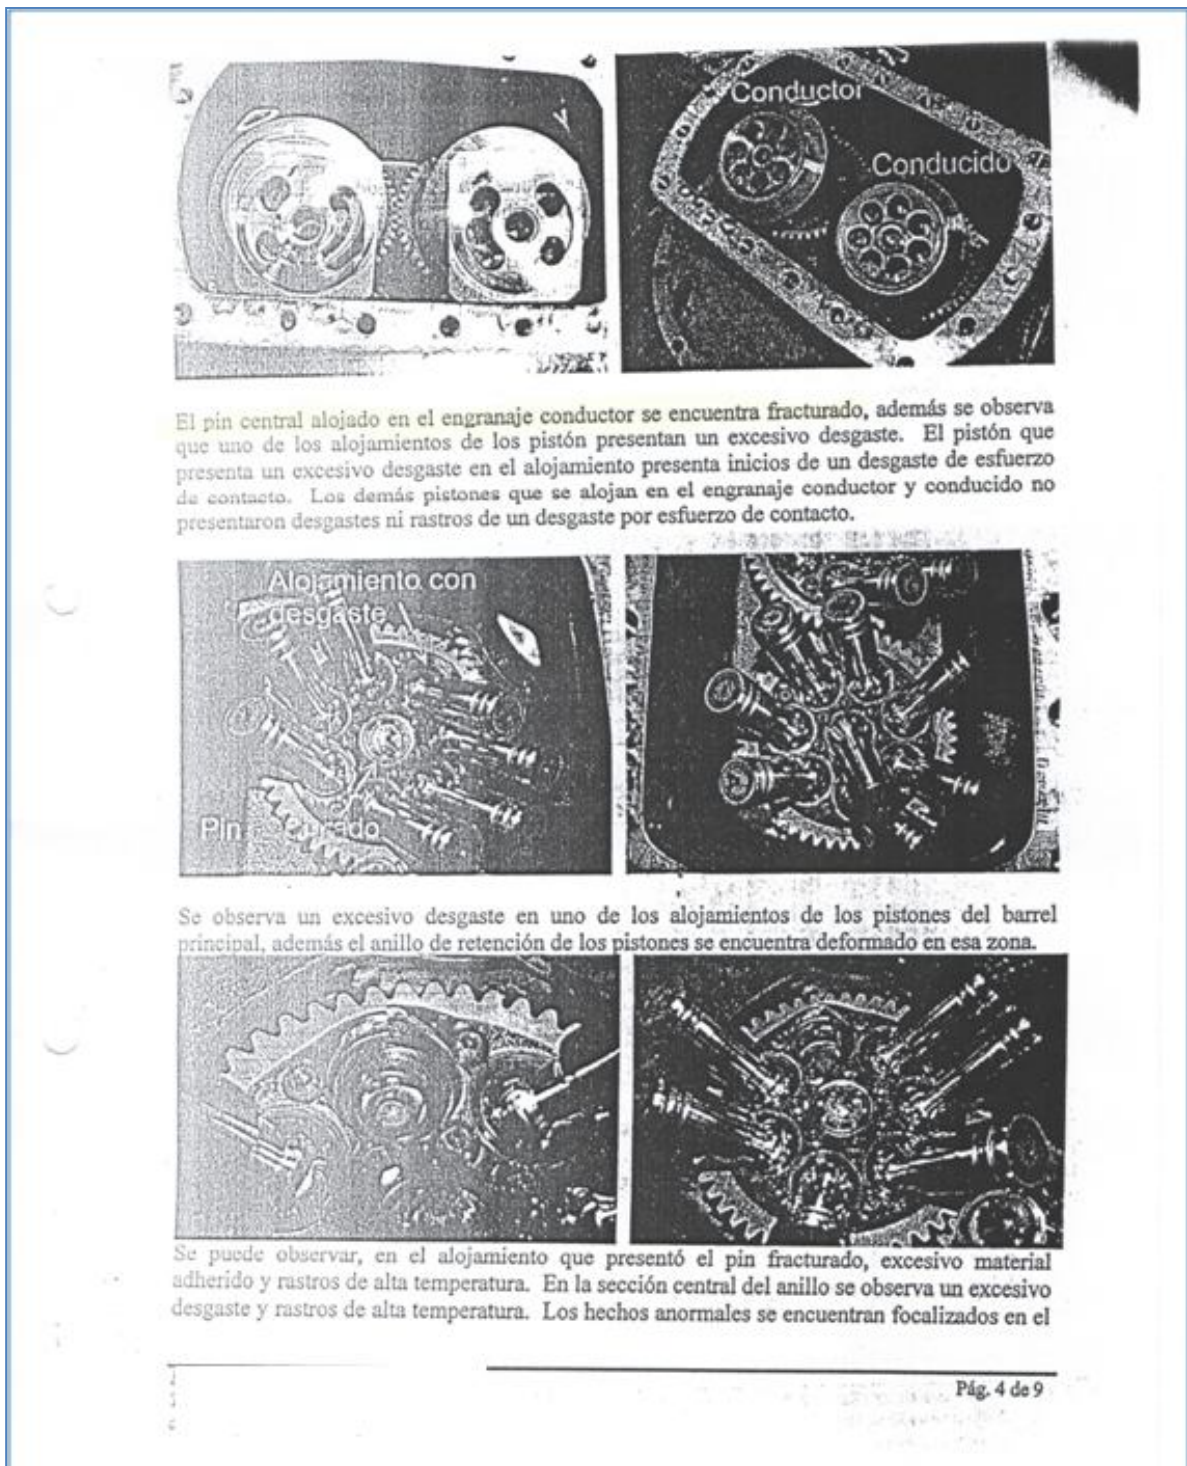 Conductor
Conducido
El pin central alojado en el engranaje conductor se encuentra fracturado, además se observa
que uno de los alojamientos de los pistón presentan un excesivo desgaste. El pistón que
presenta un excesivo desgaste en el alojamiento presenta inicios de un desgaste de esfuerzo
de contacto. Los demás pistones que se alojan en el engranaje conductor y conducido no
presentaron desgastes ni rastros de un desgaste por esfuerzo de contacto.
Alojamiento con
desgaste
Pin
Se observa un excesivo desgaste en uno de los alojamientos de los pistones del barrel
principal, además el anillo de retención de los pistones se encuentra deformado en esa zona.
Se puede observar, en el alojamiento que presentó el pin fracturado, excesivo material
adherido y rastros de alta temperatura. En la sección central del anillo se observa un excesivo
desgaste y rastros de alta temperatura. Los hechos anormales se encuentran focalizados en el
Pág. 4 de 9